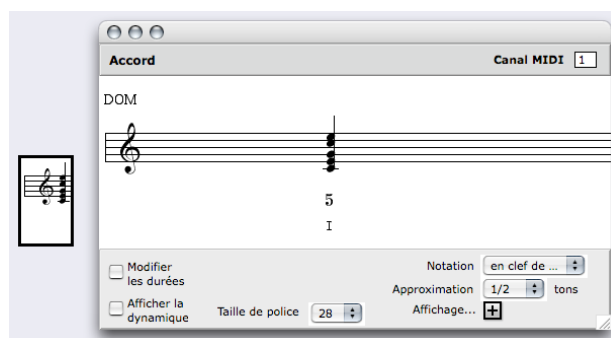 Accord
Canal MIDI 1
DOM
5
I
Modifier
les durées
Notation en clef de ...
Approximation 1/2 tons
Afficher la
dynamique
Taille de police 28
Affichage... +